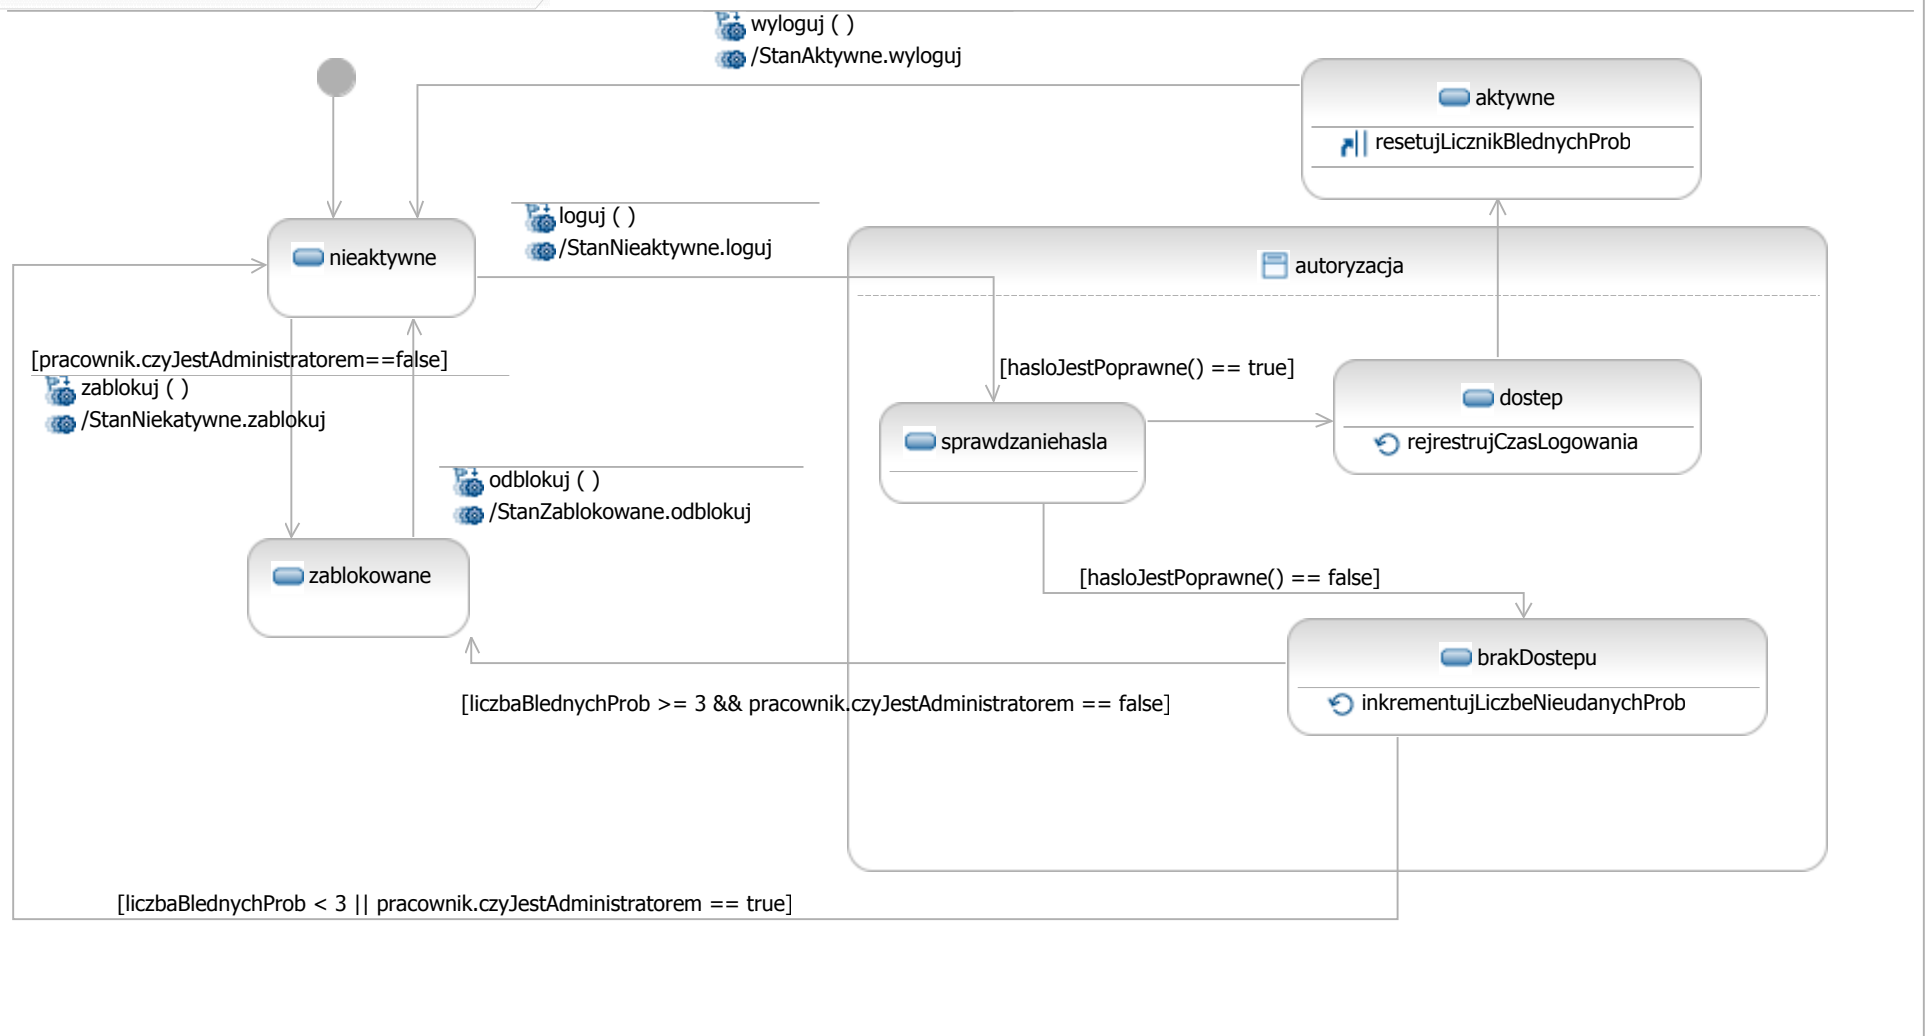 wyloguj ( )
/StanAktywne.wyloguj
aktywne
resetujLicznikBlednychProb
loguj ( )
/StanNieaktywne.loguj
nieaktywne
autoryzacja
[pracownik.czyJestAdministratorem==false]
zablokuj ( )
/StanNiekatywne.zablokuj
[hasloJestPoprawne() == true]
dostep
rejrestrujCzasLogowania
sprawdzaniehasla
odblokuj ( )
/StanZablokowane.odblokuj
zablokowane
[hasloJestPoprawne() == false]
brakDostepu
inkrementujLiczbeNieudanychProb
[liczbaBlednychProb >= 3 && pracownik.czyJestAdministratorem == false]
[liczbaBlednychProb < 3 || pracownik.czyJestAdministratorem == true]